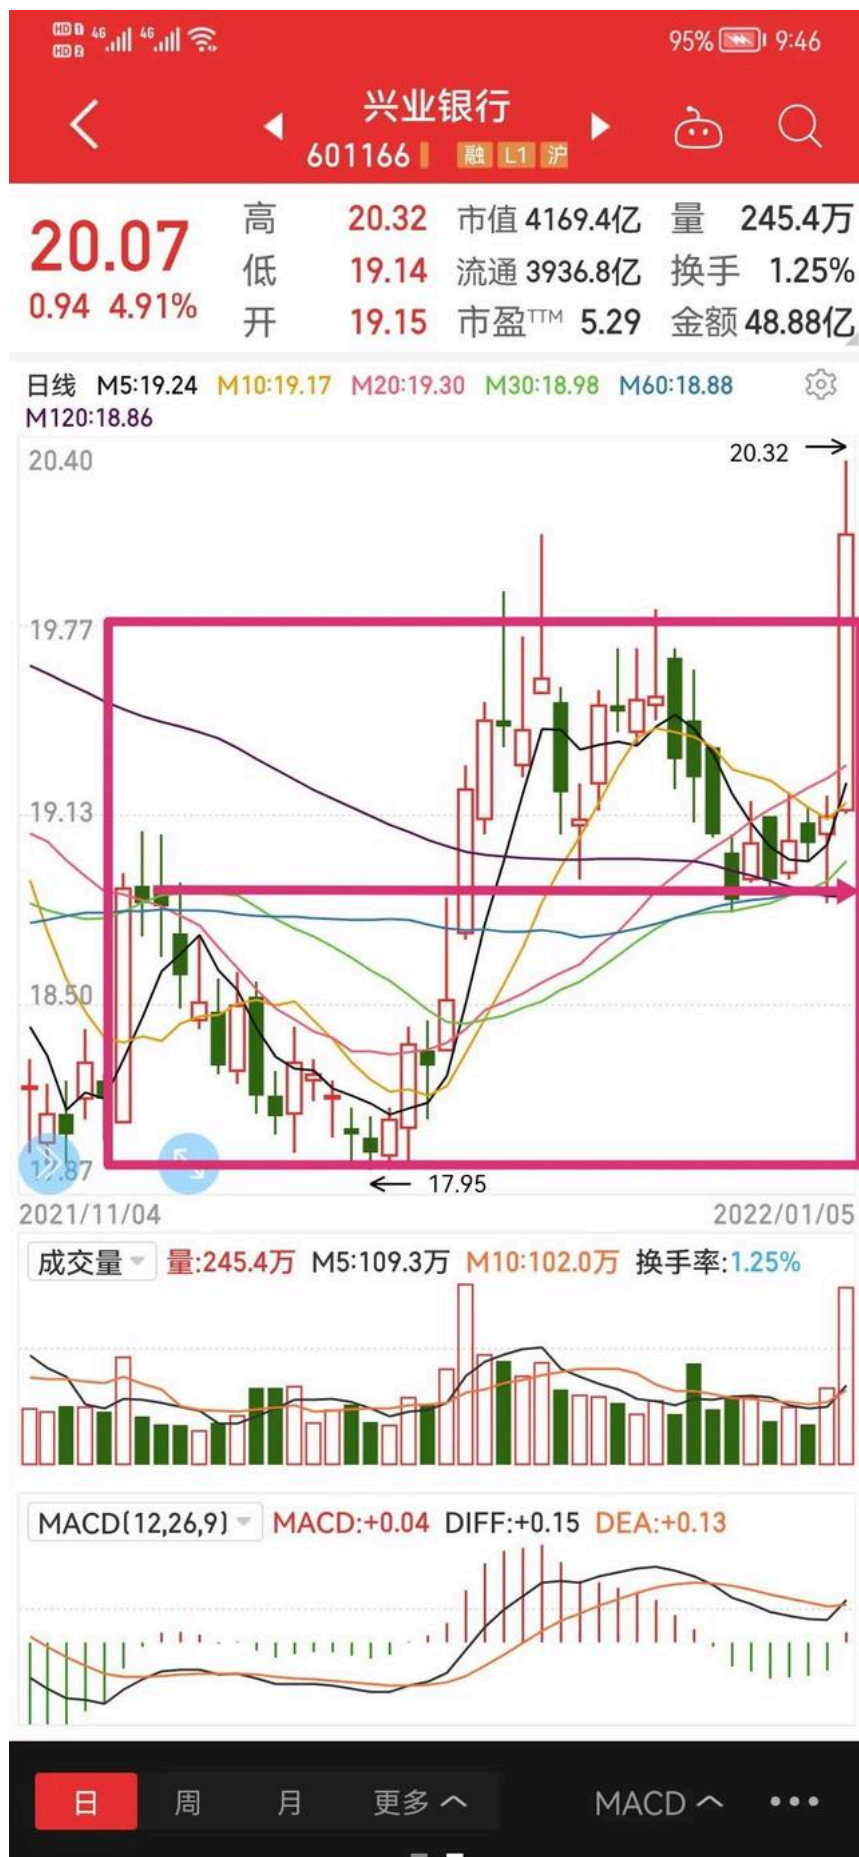 HD 1 4G 4G 95% 9:46
HD 2
兴业银行
601166 融 L1 沪
20.07 高 20.32 市值 4169.4亿 量 245.4万
0.94 4.91% 低 19.14 流通 3936.8亿 换手 1.25%
开 19.15 市盈TTM 5.29 金额 48.88亿
日线 M5:19.24 M10:19.17 M20:19.30 M30:18.98 M60:18.88
M120:18.86
20.40 20.32
19.77
19.13
18.50
17.87 17.95
2021/11/04 2022/01/05
成交量 量:245.4万 M5:109.3万 M10:102.0万 换手率:1.25%
MACD(12,26,9) MACD:+0.04 DIFF:+0.15 DEA:+0.13
日 周 月 更多 MACD